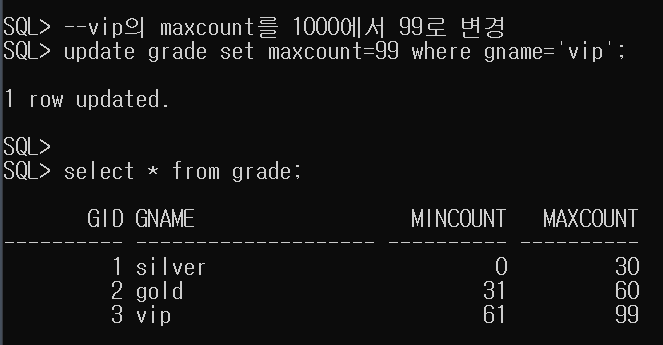 SQL> --vip의 maxcount를 10000에서 99로 변경
SQL> update grade set maxcount=99 where gname='vip';
1 row updated.
SQL>
SQL> select * from grade;
GID GNAME MINCOUNT MAXCOUNT
---------- -------------------- ---------- ----------
1 silver 0 30
2 gold 31 60
3 vip 61 99